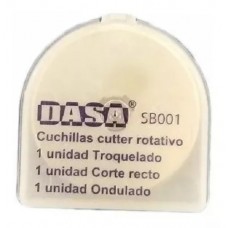 DASA® SB001
Cuchillas cutter rotativo
1 unidad Troquelado
1 unidad Corte recto
1 unidad Ondulado